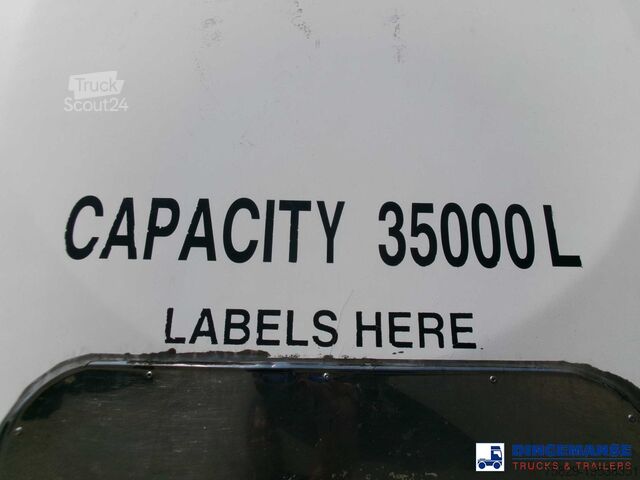 Truck
Scout24
CAPACITY 35000 L
LABELS HERE
DINGEMANSE
TRUCKS & TRAILERS